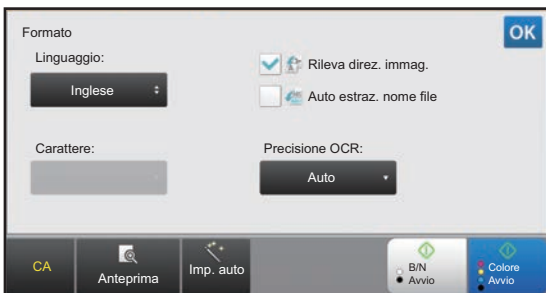 Formato
OK
Linguaggio:
Rileva direz. immag.
Inglese
Auto estraz. nome file
Carattere:
Precisione OCR:
Auto
CA
Anteprima
Imp. auto
B/N
Avvio
Colore
Avvio